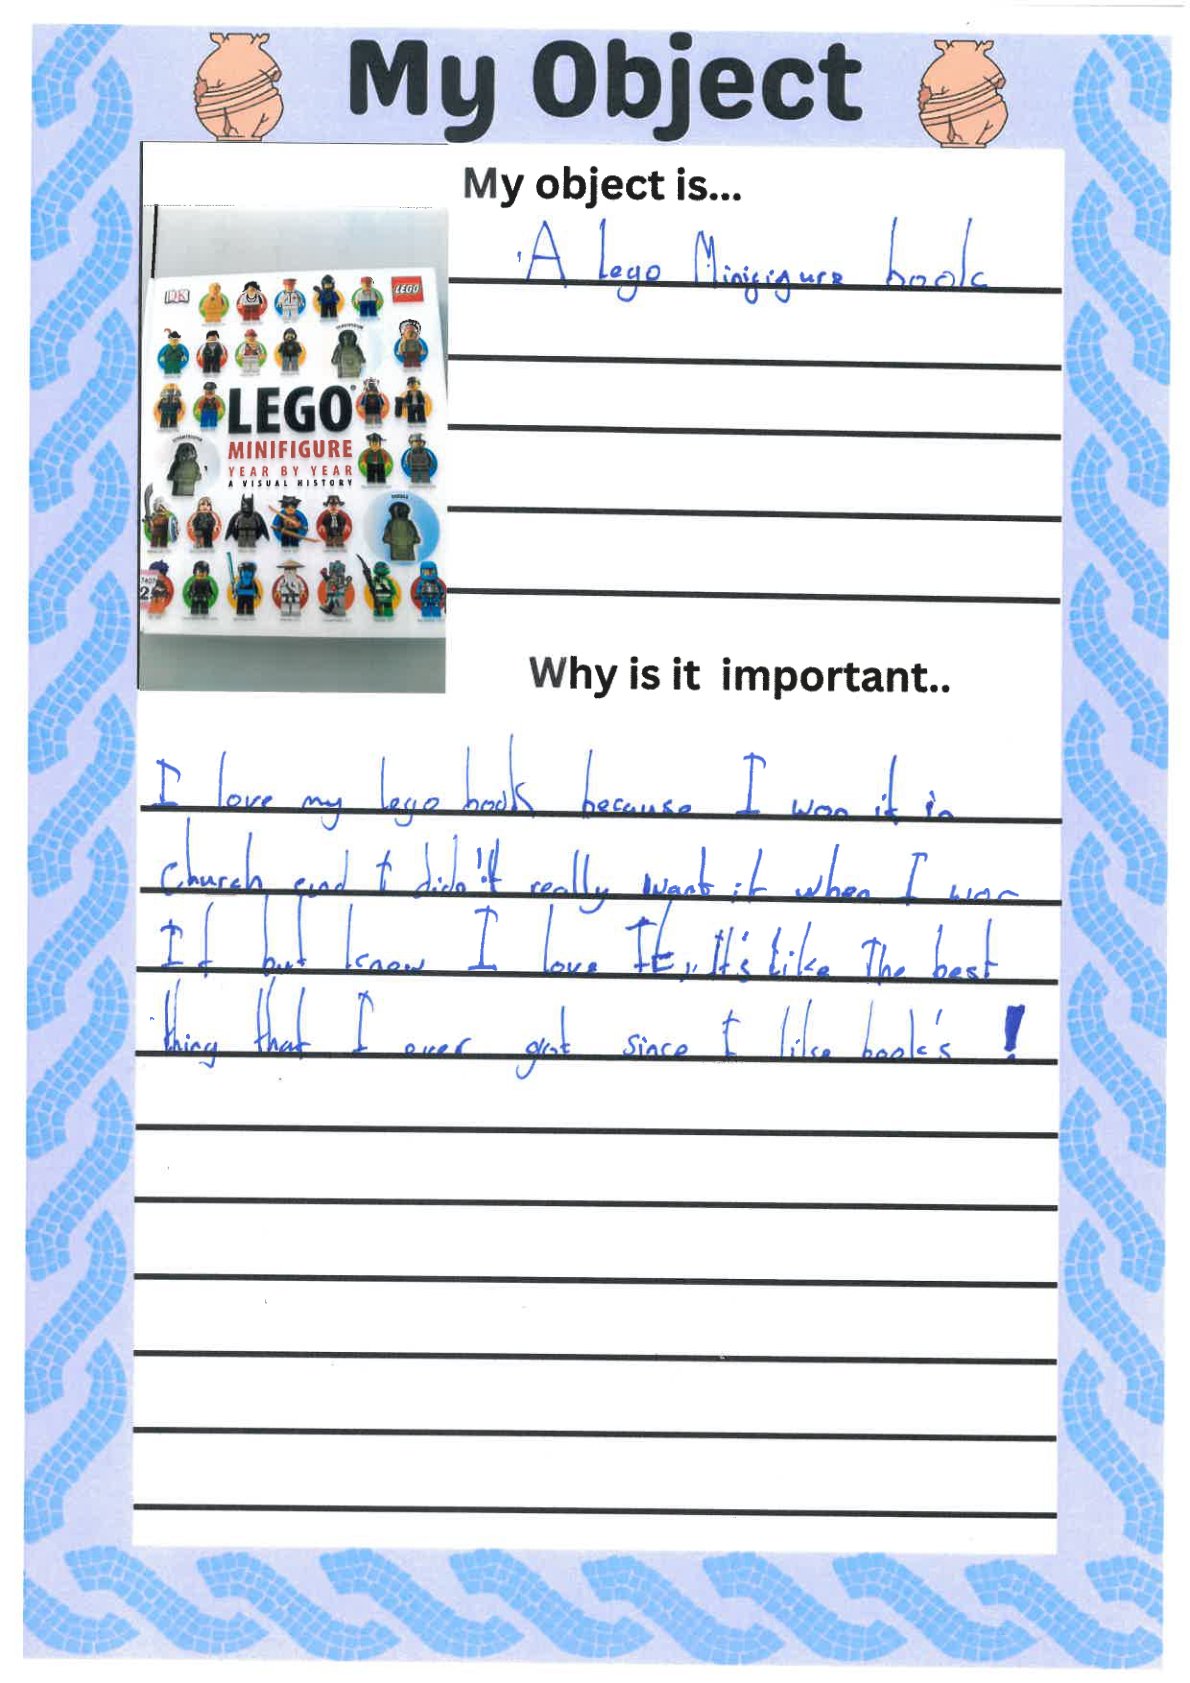 My Object
My object is...
A lego Minifigure book
DK
LEGO
LEGO
MINIFIGURE
YEAR BY YEAR
A VISUAL HISTORY
Why is it important..
I love my lego book because I won it in
church and I didn't really want it when I won
It but know I love It,, It's Like The best
thing that I ever got since I like book's !